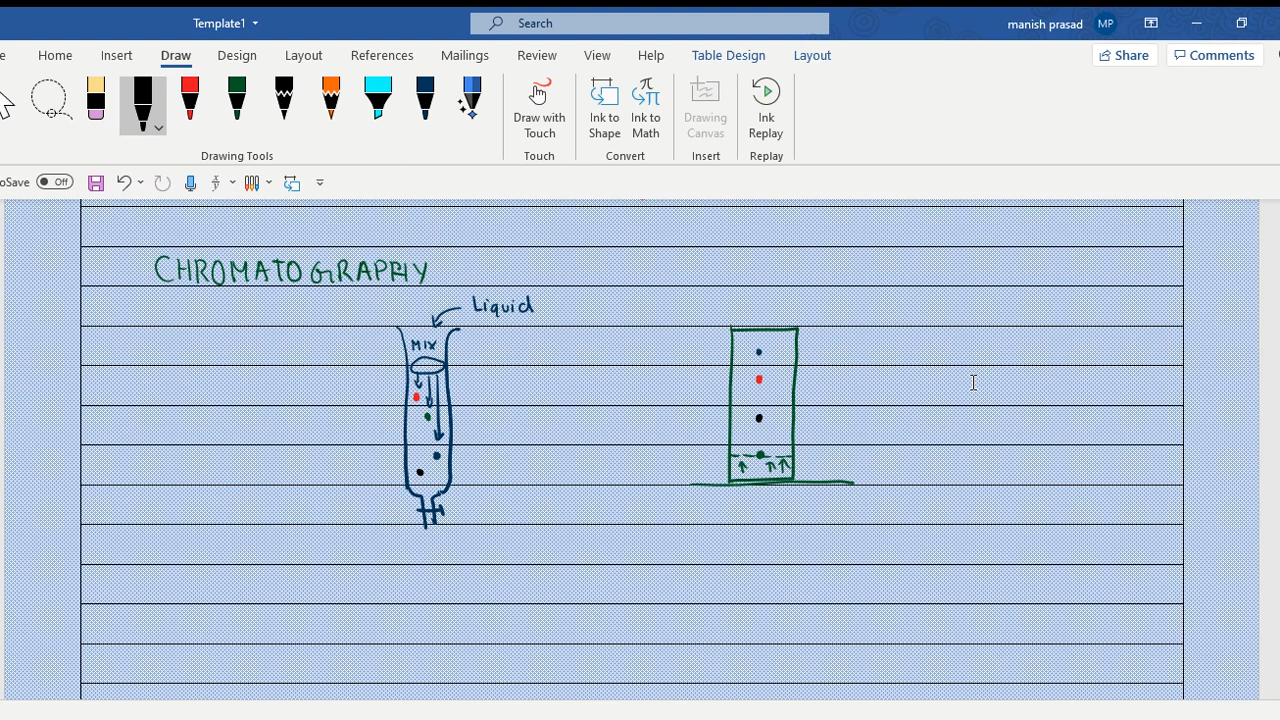 Template1
Search
manish prasad
MP
e Home Insert Draw Design Layout References Mailings Review View Help Table Design Layout
Share
Comments
Draw with Touch
Ink to Shape
Ink to Math
Drawing Canvas
Ink Replay
Drawing Tools
Touch
Convert
Insert
Replay
oSave Off
CHROMATOGRAPHY
Liquid
MIX